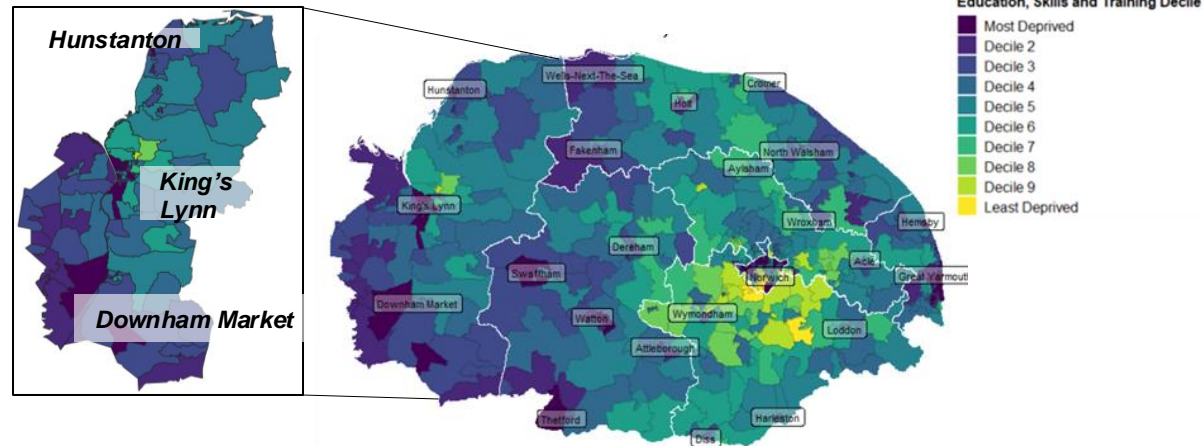 Education, Skills and Training Decile
Most Deprived
Decile 2
Decile 3
Decile 4
Decile 5
Decile 6
Decile 7
Decile 8
Decile 9
Least Deprived
Hunstanton
King's
Lynn
Downham Market
Wells-Next-The-Sea
Cromer
Hunstanton
Holt
Fakenham
North Walsham
Aylsham
King's Lynn
Wroxham
Hemsby
Dereham
Acle
Swaffham
Norwich
Great Yarmouth
Downham Market
Watton
Wymondham
Loddon
Attleborough
Thetford
Harleston
Diss